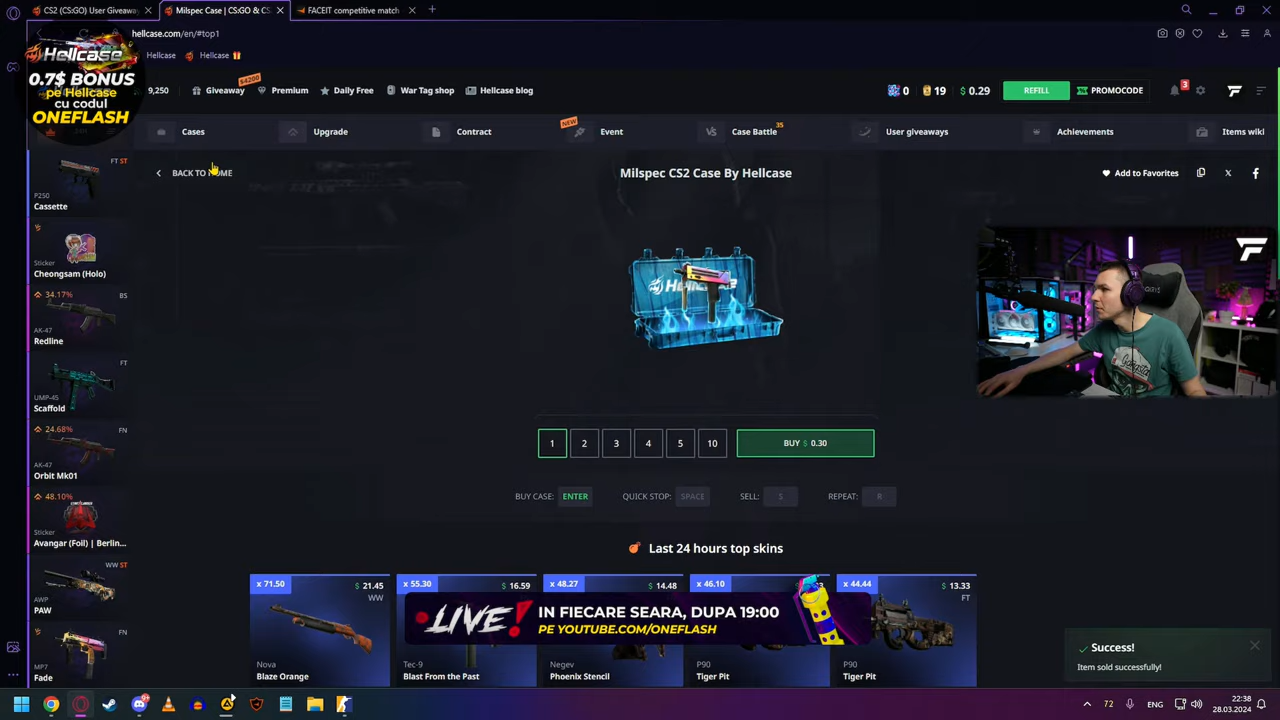 CS2 (CS:GO) User Giveaway
Milspec Case | CS:GO & CS
FACEIT competitive match
hellcase.com/en/#top1
Hellcase
Hellcase
Hellcase
0.7$ BONUS
pe Hellcase
cu codul
ONEFLASH
9,250
Giveaway
$4200
Premium
Daily Free
War Tag shop
Hellcase blog
0
19
$ 0.29
REFILL
PROMOCODE
3
Cases
Upgrade
Contract
NEW
Event
Case Battle
35
User giveaways
Achievements
Items wiki
BACK TO HOME
Milspec CS2 Case By Hellcase
Add to Favorites
FT ST
P250
Cassette
Sticker
Cheongsam (Holo)
34.17%
BS
AK-47
Redline
FT
UMP-45
Scaffold
24.68%
FN
AK-47
Orbit Mk01
48.10%
Sticker
Avangar (Foil) | Berlin...
WW ST
AWP
PAW
FN
MP7
Fade
Hellcase
1
2
3
4
5
10
BUY $ 0.30
BUY CASE:
ENTER
QUICK STOP:
SPACE
SELL:
S
REPEAT:
R
Last 24 hours top skins
x 71.50
$ 21.45
WW
Nova
Blaze Orange
x 55.30
$ 16.59
Tec-9
Blast From the Past
x 48.27
$ 14.48
Negev
Phoenix Stencil
x 46.10
P90
Tiger Pit
x 44.44
$ 13.33
FT
P90
Tiger Pit
LIVE!
IN FIECARE SEARA, DUPA 19:00
PE YOUTUBE.COM/ONEFLASH
Success!
Item sold successfully!
72
ENG
22:38
28.03.2024